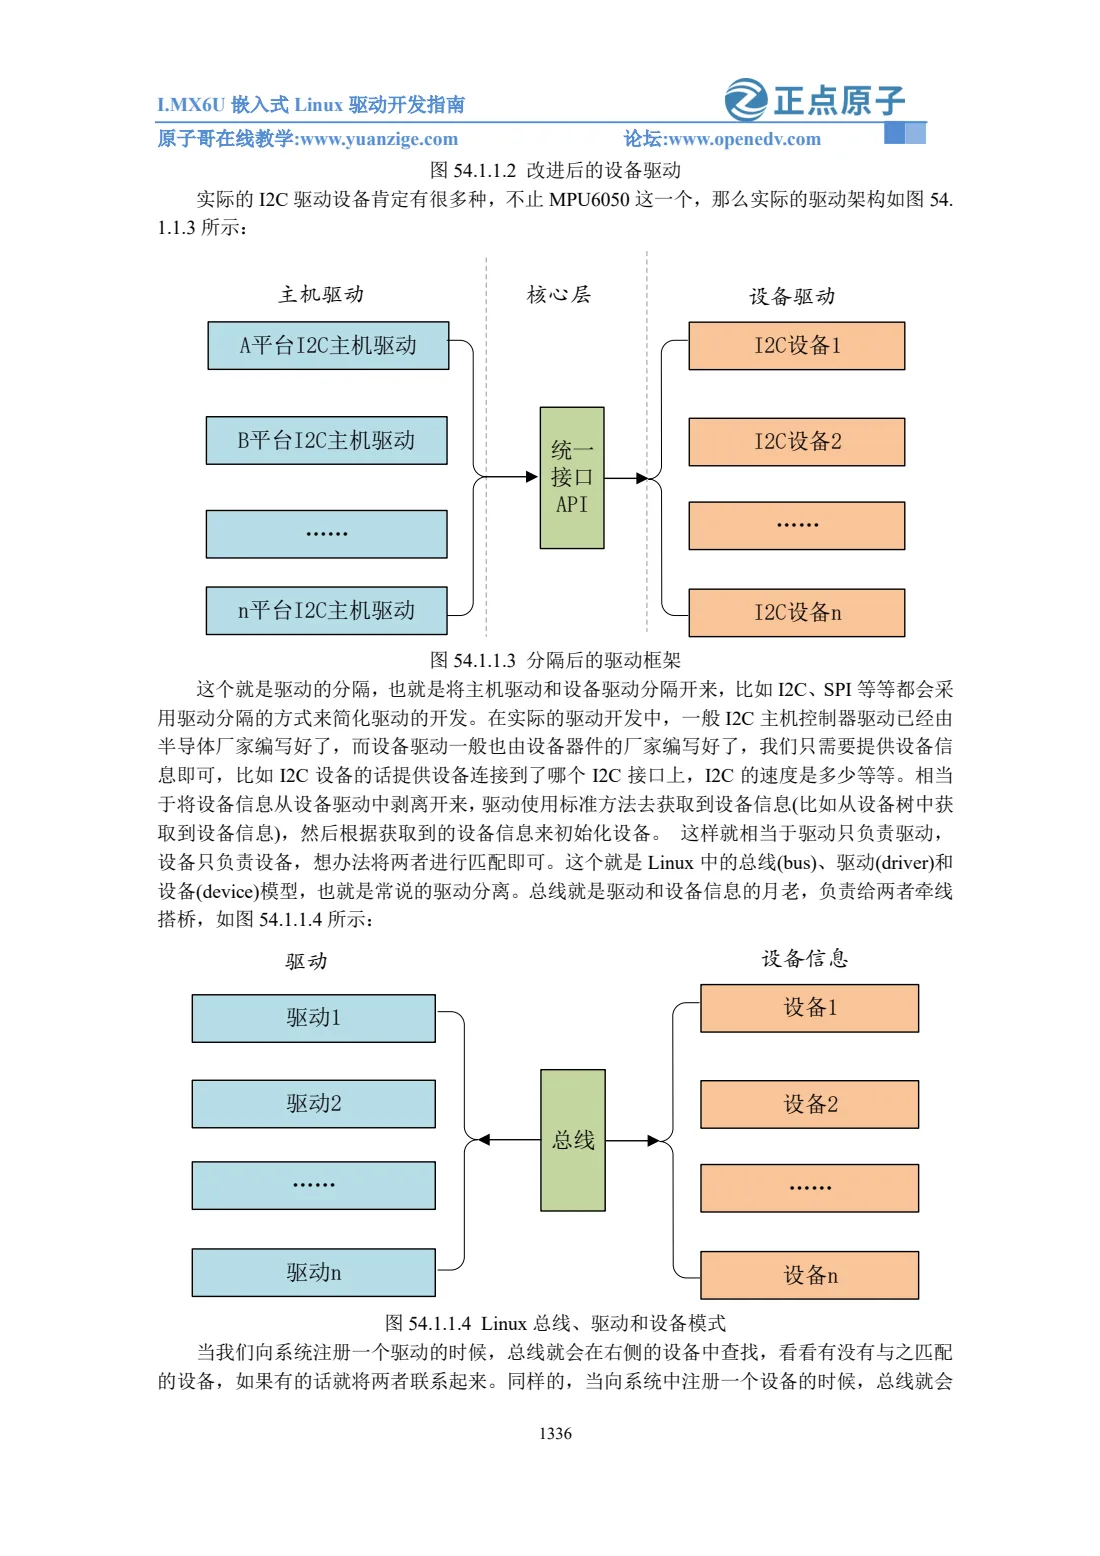 I.MX6U 嵌入式 Linux 驱动开发指南
正点原子
原子哥在线教学:www.yuanzige.com
论坛:www.openedv.com
图 54.1.1.2 改进后的设备驱动
实际的 I2C 驱动设备肯定有很多种，不止 MPU6050 这一个，那么实际的驱动架构如图 54.
1.1.3 所示：
主机驱动
核心层
设备驱动
A平台I2C主机驱动
I2C设备1
B平台I2C主机驱动
I2C设备2
统一
接口
API
……
……
n平台I2C主机驱动
I2C设备n
图 54.1.1.3 分隔后的驱动框架
这个就是驱动的分隔，也就是将主机驱动和设备驱动分隔开来，比如 I2C、SPI 等等都会采
用驱动分隔的方式来简化驱动的开发。在实际的驱动开发中，一般 I2C 主机控制器驱动已经由
半导体厂家编写好了，而设备驱动一般也由设备器件的厂家编写好了，我们只需要提供设备信
息即可，比如 I2C 设备的话提供设备连接到了哪个 I2C 接口上，I2C 的速度是多少等等。相当
于将设备信息从设备驱动中剥离开来，驱动使用标准方法去获取到设备信息(比如从设备树中获
取到设备信息)，然后根据获取到的设备信息来初始化设备。 这样就相当于驱动只负责驱动，
设备只负责设备，想办法将两者进行匹配即可。这个就是 Linux 中的总线(bus)、驱动(driver)和
设备(device)模型，也就是常说的驱动分离。总线就是驱动和设备信息的月老，负责给两者牵线
搭桥，如图 54.1.1.4 所示：
驱动
设备信息
驱动1
设备1
驱动2
设备2
总线
……
……
驱动n
设备n
图 54.1.1.4 Linux 总线、驱动和设备模式
当我们向系统注册一个驱动的时候，总线就会在右侧的设备中查找，看看有没有与之匹配
的设备，如果有的话就将两者联系起来。同样的，当向系统中注册一个设备的时候，总线就会
1336